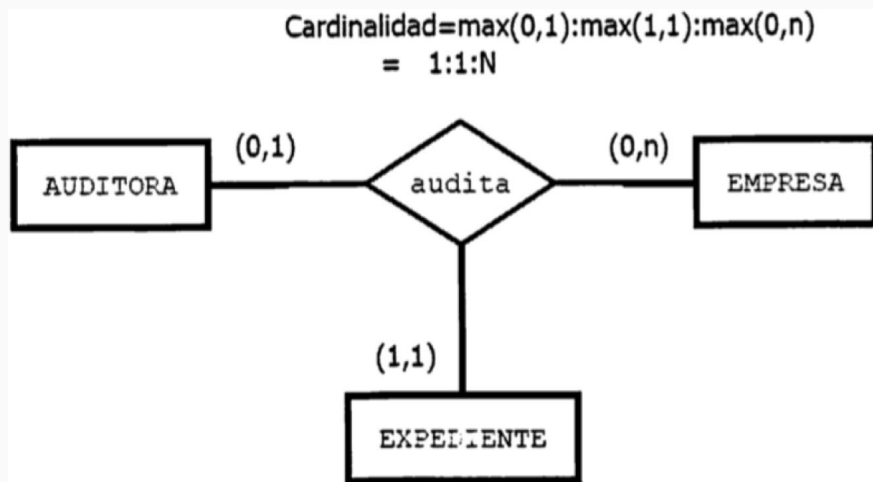 Cardinalidad=max(0,1):max(1,1):max(0,n)
= 1:1:N
(0,1)
(0,n)
AUDITORA
audita
EMPRESA
(1,1)
EXPEDIENTE